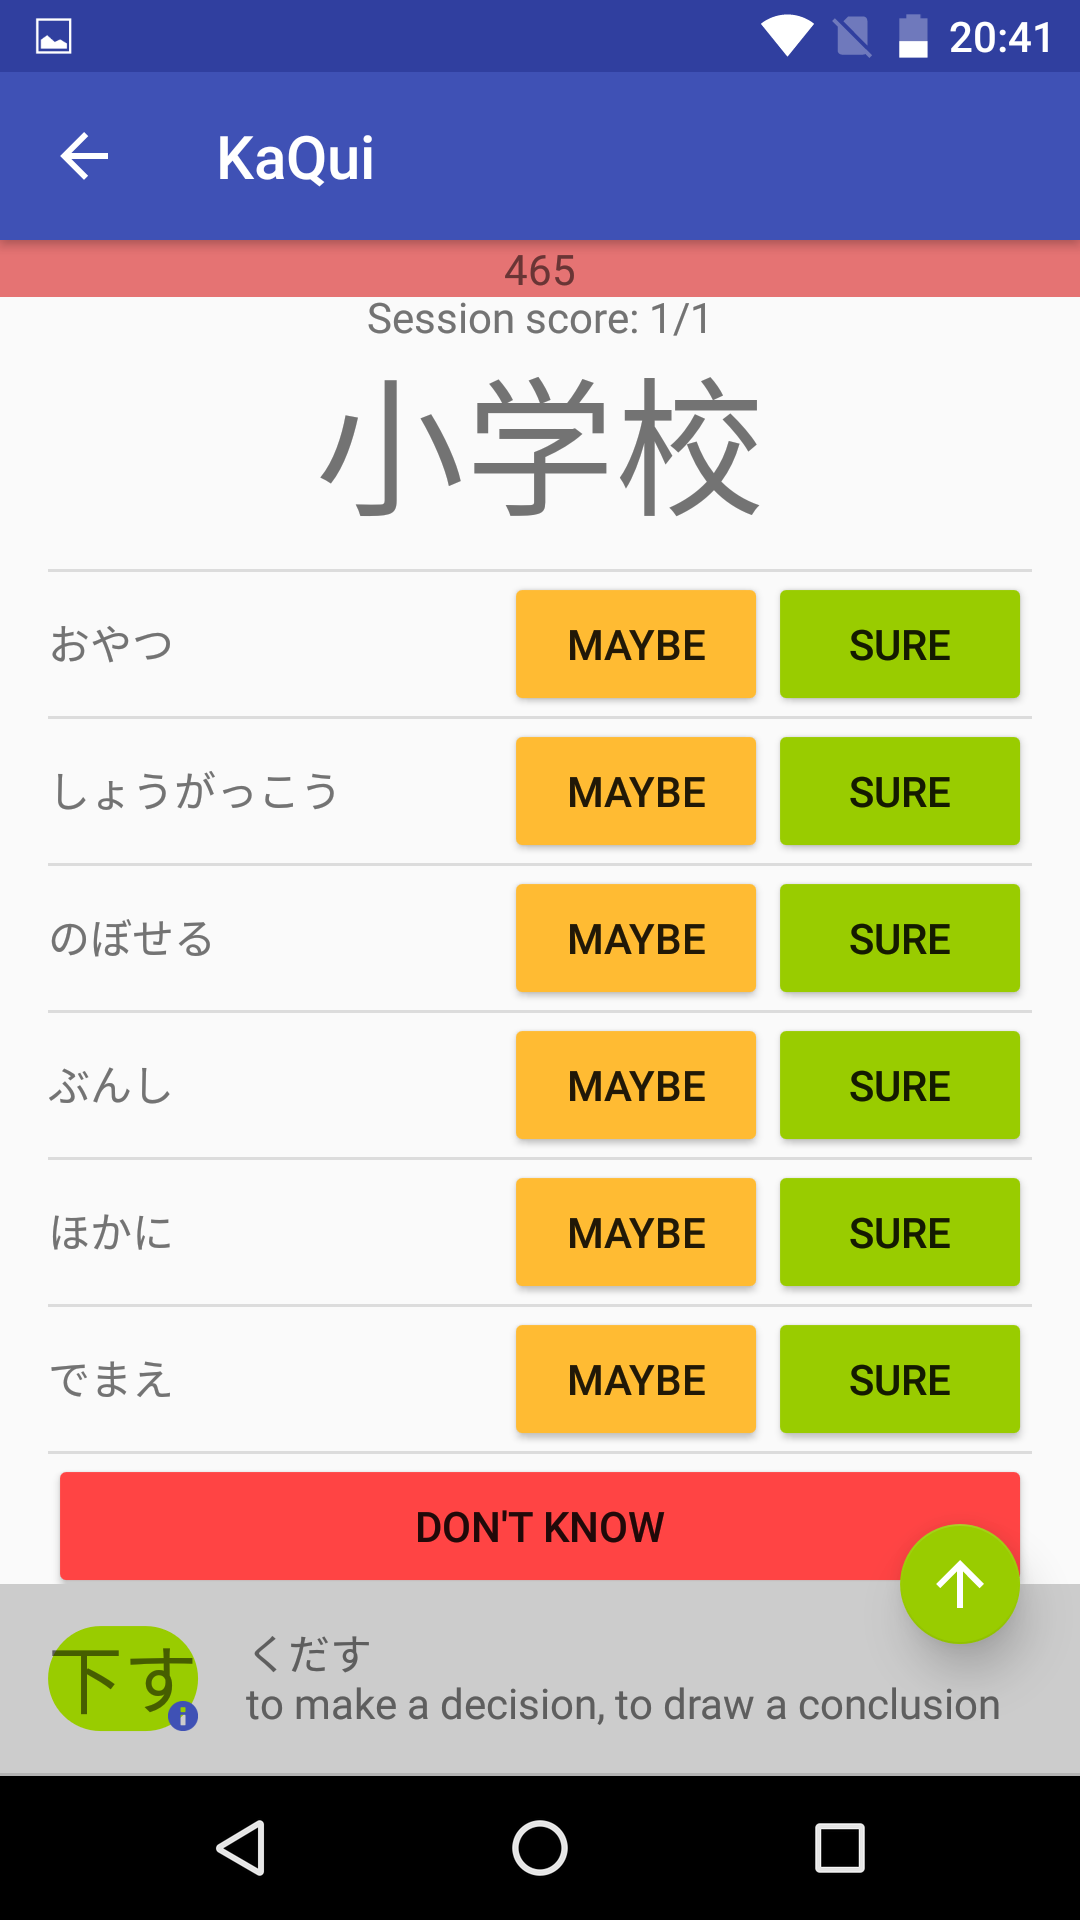 20:41
KaQui
465
Session score: 1/1
小学校
おやつ MAYBE SURE
しょうがっこう MAYBE SURE
のぼせる MAYBE SURE
ぶんし MAYBE SURE
ほかに MAYBE SURE
でまえ MAYBE SURE
DON'T KNOW
下す くだす
to make a decision, to draw a conclusion